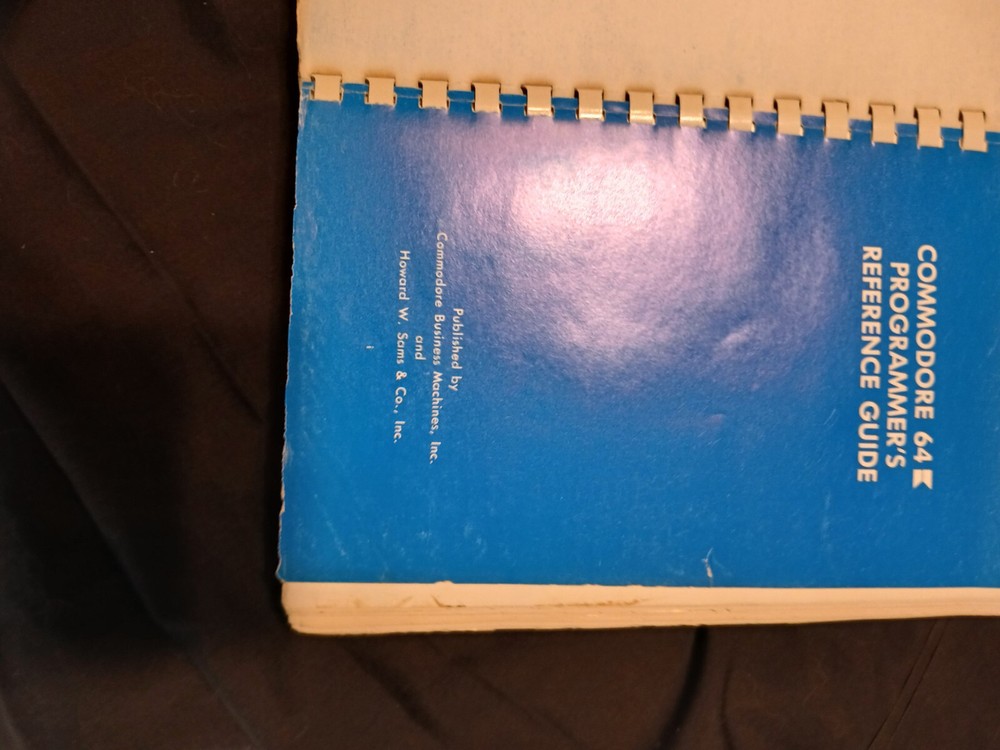 COMMODORE 64
PROGRAMMER'S
REFERENCE GUIDE
Published by
Commodore Business Machines, Inc.
and
Howard W. Sams & Co., Inc.